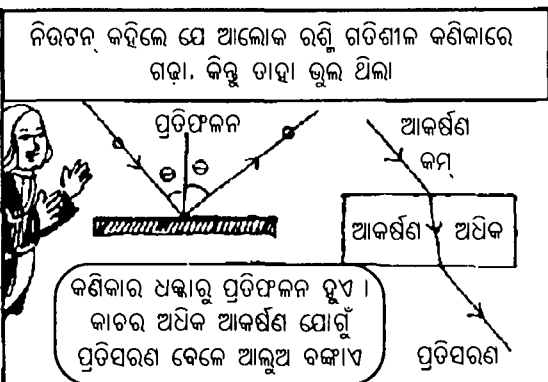 ନିଉଟନ୍ କହିଲେ ଯେ ଆଲୋକ ରଶ୍ମି ଗତିଶୀଳ କଣିକାରେ
ଗଢ଼ା. କିନ୍ତୁ ତାହା ଭୁଲ ଥିଲା
ପ୍ରତିଫଳନ
θ θ
ଆକର୍ଷଣ
କମ୍
ଆକର୍ଷଣ ଅଧିକ
କଣିକାର ଧକ୍କାରୁ ପ୍ରତିଫଳନ ହୁଏ ।
କାଚର ଅଧିକ ଆକର୍ଷଣ ଯୋଗୁଁ
ପ୍ରତିସରଣ ବେଳେ ଆଲୁଅ ବଙ୍କାଏ
ପ୍ରତିସରଣ